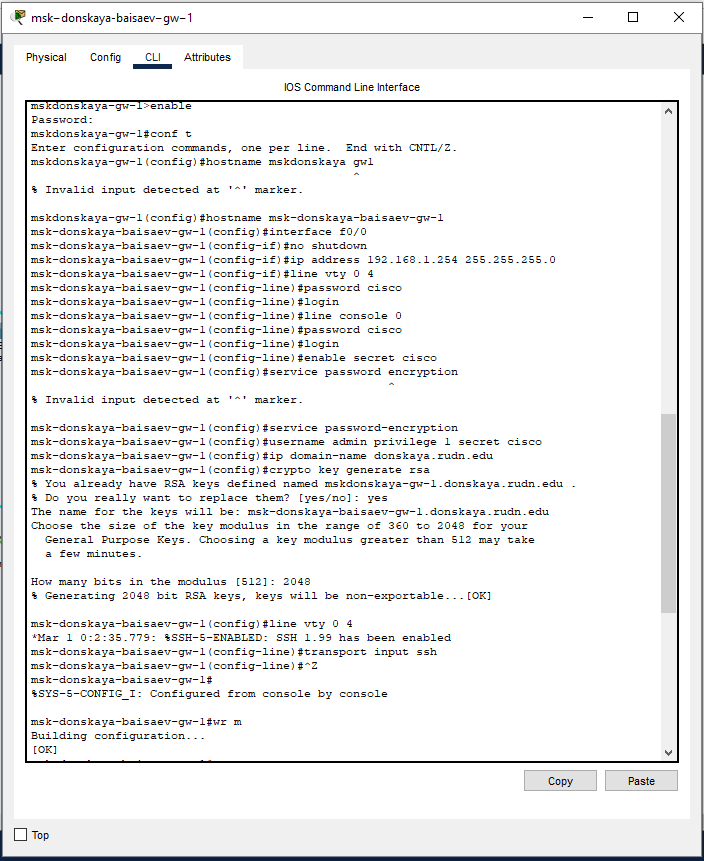 msk-donskaya-baisaev-gw-1
Physical Config CLI Attributes
IOS Command Line Interface
mskdonskaya-gw-1>enable
Password:
mskdonskaya-gw-1#conf t
Enter configuration commands, one per line.  End with CNTL/Z.
mskdonskaya-gw-1(config)#hostname mskdonskaya gw1
^
% Invalid input detected at '^' marker.
mskdonskaya-gw-1(config)#hostname msk-donskaya-baisaev-gw-1
msk-donskaya-baisaev-gw-1(config)#interface f0/0
msk-donskaya-baisaev-gw-1(config-if)#no shutdown
msk-donskaya-baisaev-gw-1(config-if)#ip address 192.168.1.254 255.255.255.0
msk-donskaya-baisaev-gw-1(config-if)#line vty 0 4
msk-donskaya-baisaev-gw-1(config-line)#password cisco
msk-donskaya-baisaev-gw-1(config-line)#login
msk-donskaya-baisaev-gw-1(config-line)#line console 0
msk-donskaya-baisaev-gw-1(config-line)#password cisco
msk-donskaya-baisaev-gw-1(config-line)#login
msk-donskaya-baisaev-gw-1(config-line)#enable secret cisco
msk-donskaya-baisaev-gw-1(config)#service password encryption
^
% Invalid input detected at '^' marker.
msk-donskaya-baisaev-gw-1(config)#service password-encryption
msk-donskaya-baisaev-gw-1(config)#username admin privilege 1 secret cisco
msk-donskaya-baisaev-gw-1(config)#ip domain-name donskaya.rudn.edu
msk-donskaya-baisaev-gw-1(config)#crypto key generate rsa
% You already have RSA keys defined named mskdonskaya-gw-1.donskaya.rudn.edu .
% Do you really want to replace them? [yes/no]: yes
The name for the keys will be: msk-donskaya-baisaev-gw-1.donskaya.rudn.edu
Choose the size of the key modulus in the range of 360 to 2048 for your
General Purpose Keys. Choosing a key modulus greater than 512 may take
a few minutes.
How many bits in the modulus [512]: 2048
% Generating 2048 bit RSA keys, keys will be non-exportable...[OK]
msk-donskaya-baisaev-gw-1(config)#line vty 0 4
*Mar 1 0:2:35.779: %SSH-5-ENABLED: SSH 1.99 has been enabled
msk-donskaya-baisaev-gw-1(config-line)#transport input ssh
msk-donskaya-baisaev-gw-1(config-line)#^Z
msk-donskaya-baisaev-gw-1#
%SYS-5-CONFIG_I: Configured from console by console
msk-donskaya-baisaev-gw-1#wr m
Building configuration...
[OK]
Copy Paste
Top